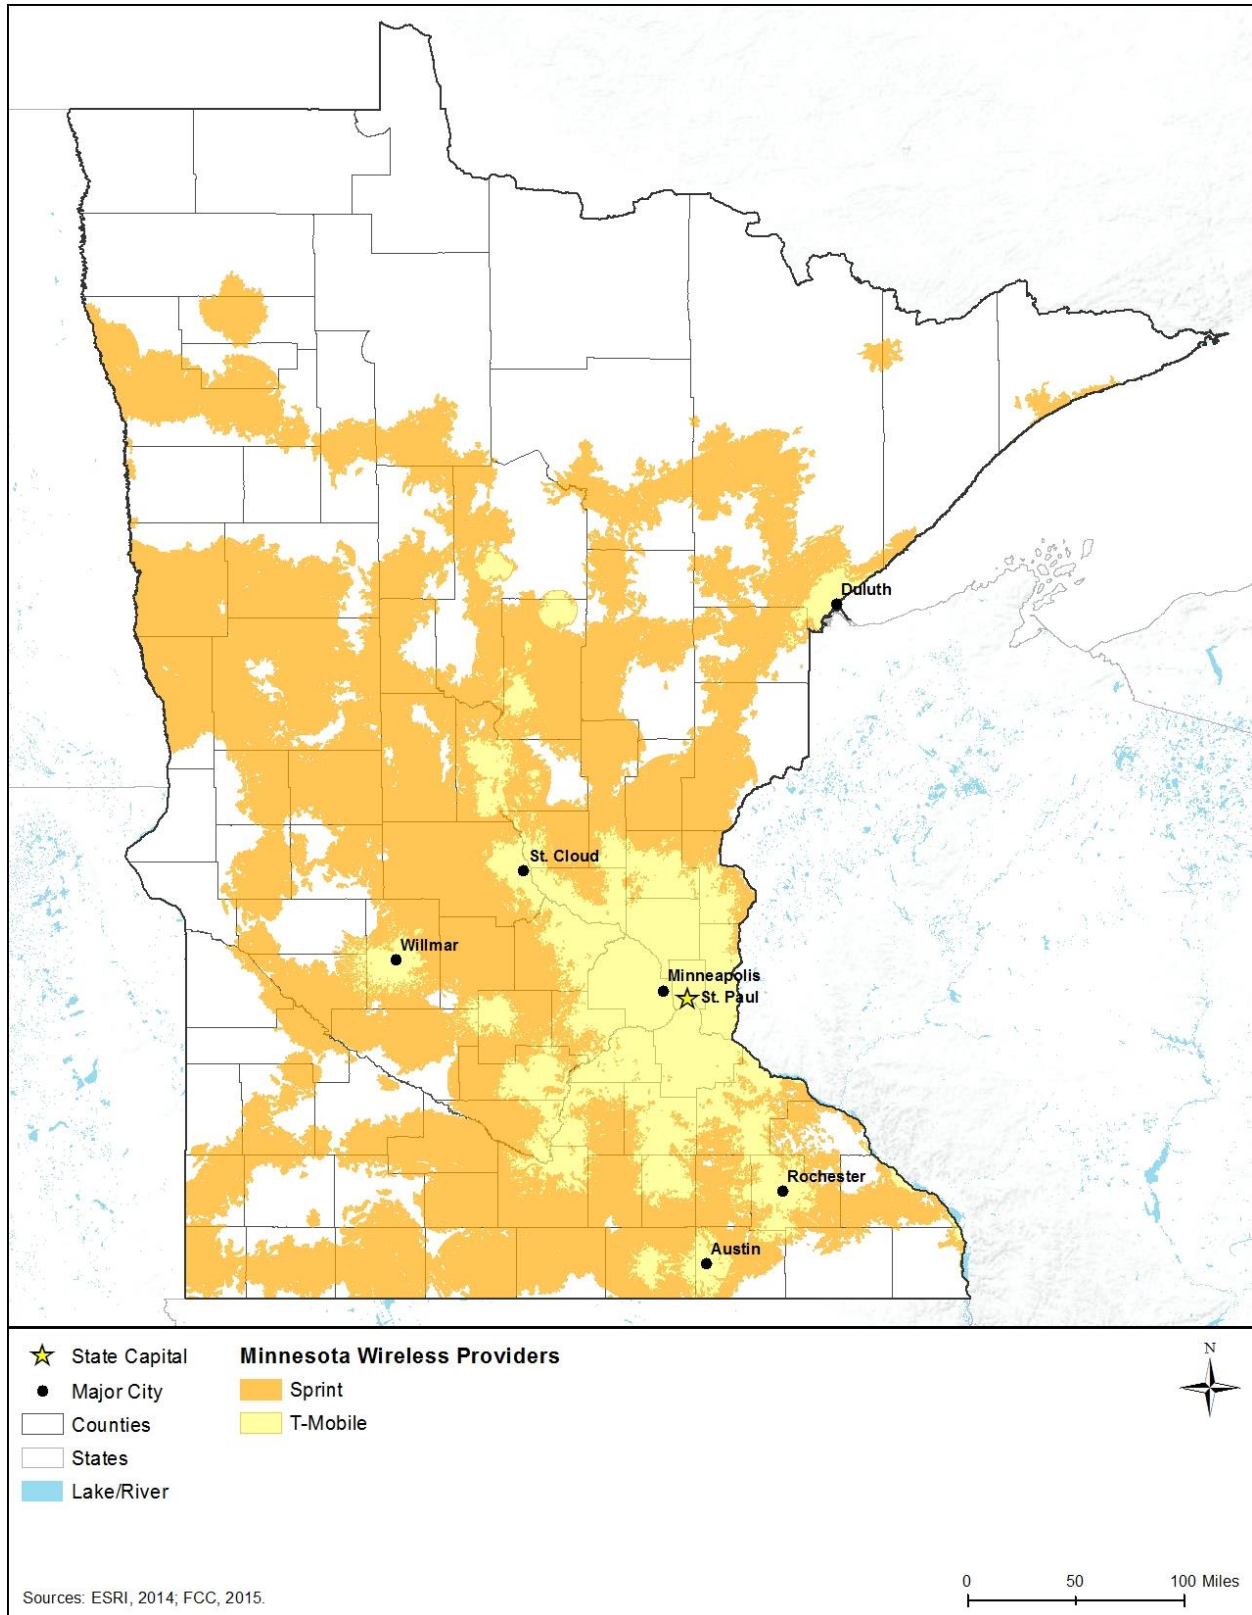 Duluth
St. Cloud
Willmar
Minneapolis
St. Paul
Rochester
Austin
State Capital
Major City
Counties
States
Lake/River
Minnesota Wireless Providers
Sprint
T-Mobile
N
Sources: ESRI, 2014; FCC, 2015.
0 50 100 Miles